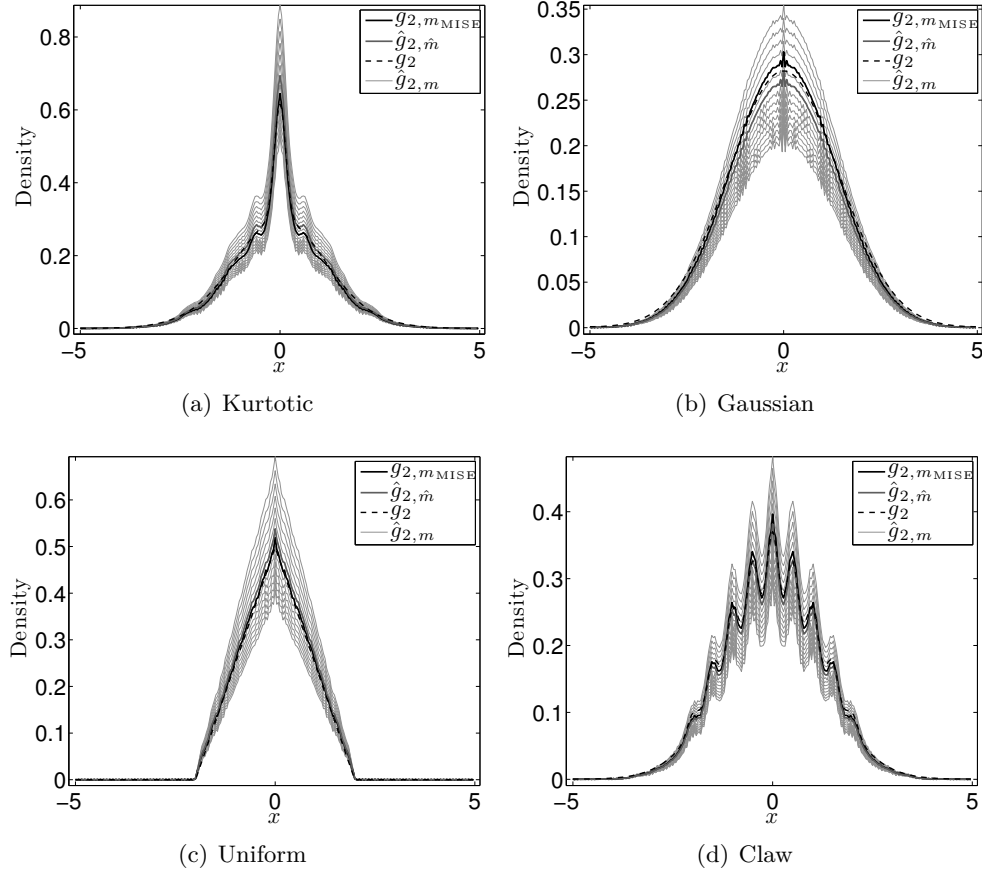 0.8
0.6
0.4
0.2
0
−5
0
5
x
Density
g₂,ₘ_MISE
ĝ₂,m̂
g₂
ĝ₂,ₘ
(a) Kurtotic
0.35
0.3
0.25
0.2
0.15
0.1
0.05
0
−5
0
5
x
Density
g₂,ₘ_MISE
ĝ₂,m̂
g₂
ĝ₂,ₘ
(b) Gaussian
0.6
0.5
0.4
0.3
0.2
0.1
0
−5
0
5
x
Density
g₂,ₘ_MISE
ĝ₂,m̂
g₂
ĝ₂,ₘ
(c) Uniform
0.4
0.3
0.2
0.1
0
−5
0
5
x
Density
g₂,ₘ_MISE
ĝ₂,m̂
g₂
ĝ₂,ₘ
(d) Claw